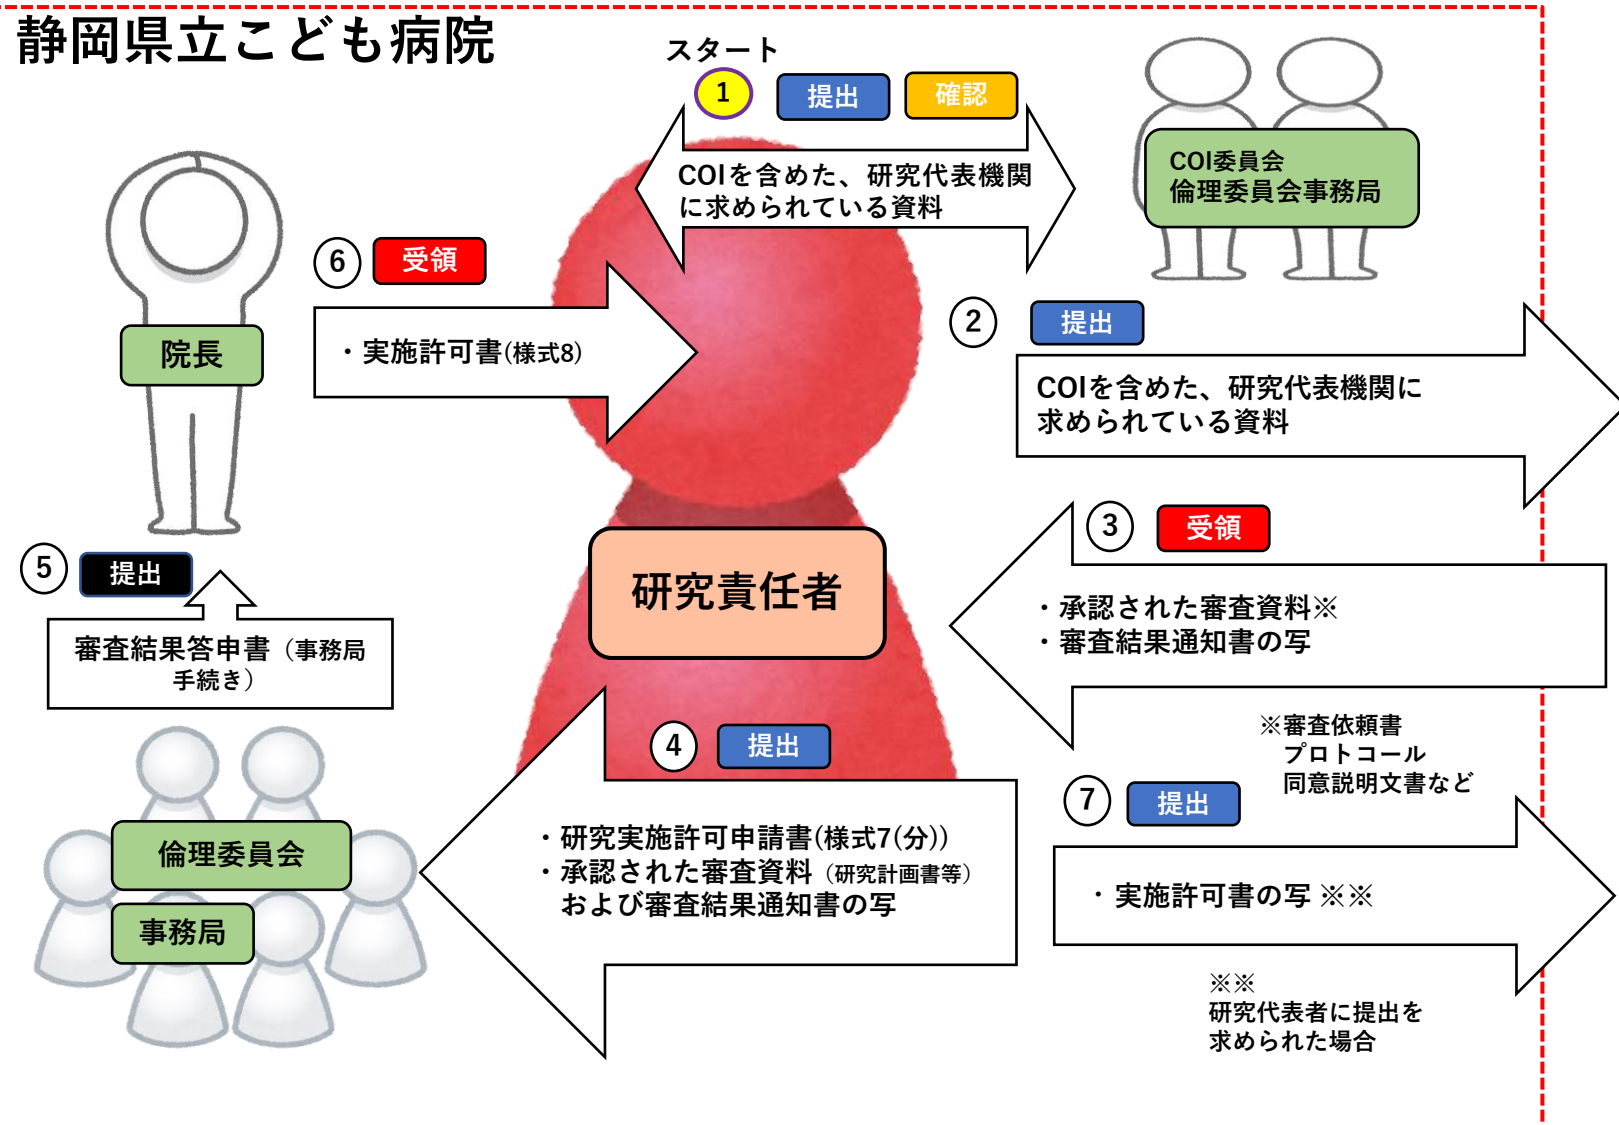 静岡県立こども病院
スタート
1
提出
確認
COIを含めた、研究代表機関
に求められている資料
COI委員会
倫理委員会事務局
6
受領
・実施許可書(様式8)
院長
2
提出
COIを含めた、研究代表機関に
求められている資料
3
受領
・承認された審査資料※
・審査結果通知書の写
※審査依頼書
プロトコール
同意説明文書など
研究責任者
5
提出
審査結果答申書（事務局
手続き）
4
提出
・研究実施許可申請書(様式7(分))
・承認された審査資料（研究計画書等）
および審査結果通知書の写
倫理委員会
事務局
7
提出
・実施許可書の写 ※※
※※
研究代表者に提出を
求められた場合